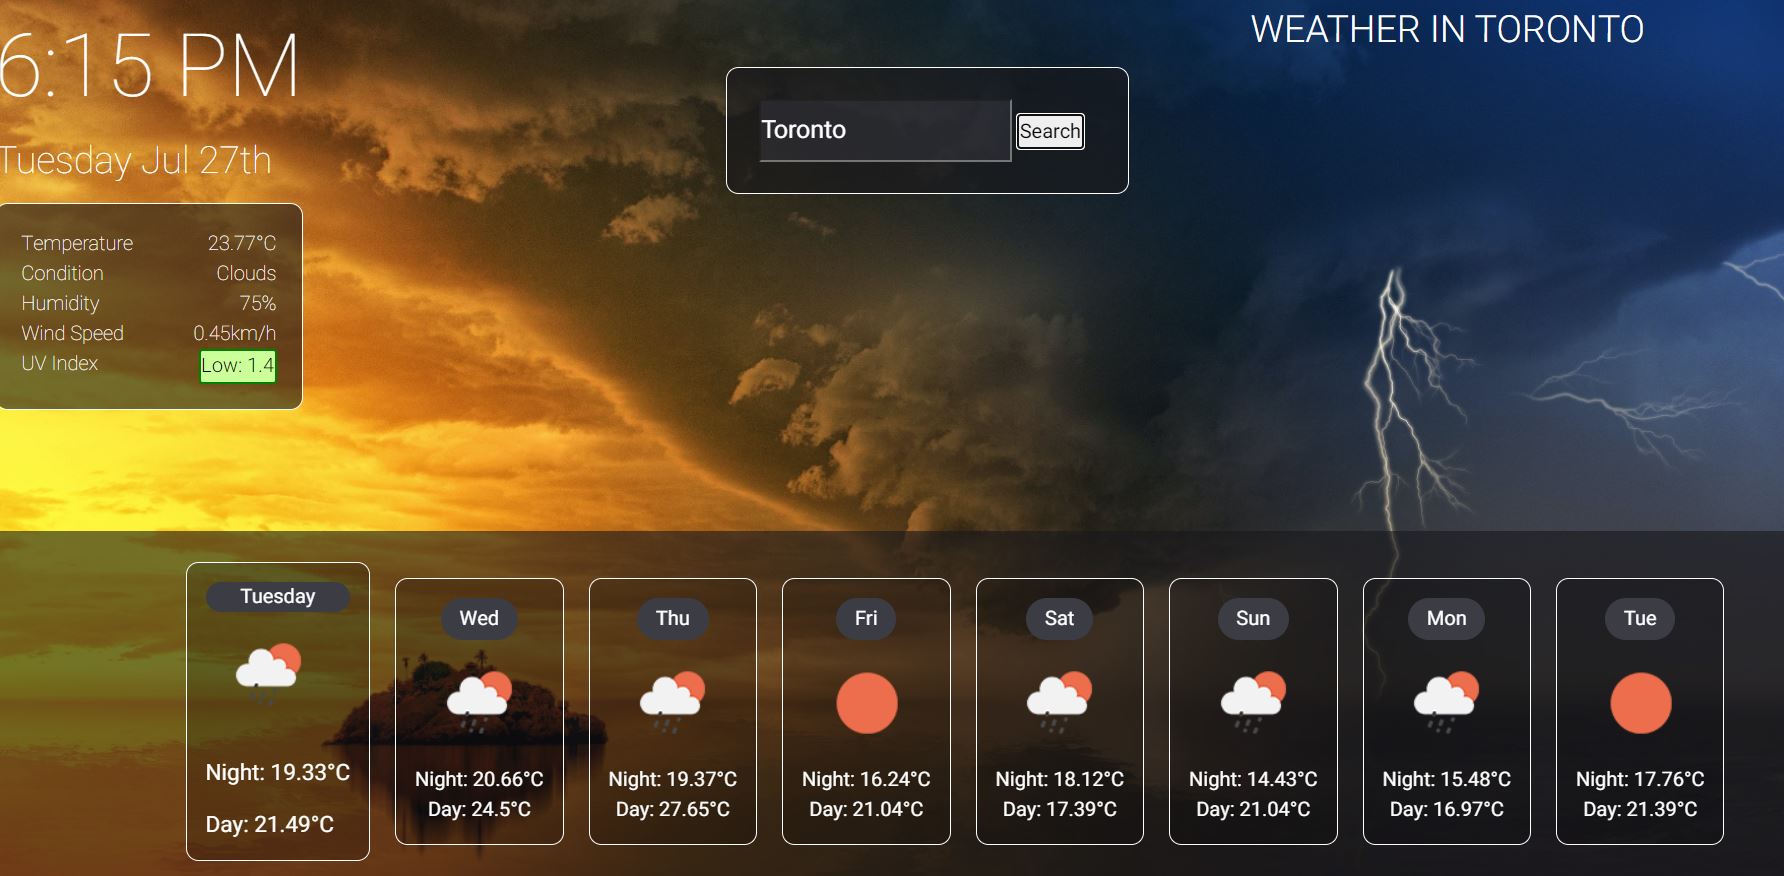 6:15 PM
Tuesday Jul 27th
WEATHER IN TORONTO
Toronto
Search
Temperature 23.77°C
Condition Clouds
Humidity 75%
Wind Speed 0.45km/h
UV Index Low: 1.4
Tuesday
Night: 19.33°C
Day: 21.49°C
Wed
Night: 20.66°C
Day: 24.5°C
Thu
Night: 19.37°C
Day: 27.65°C
Fri
Night: 16.24°C
Day: 21.04°C
Sat
Night: 18.12°C
Day: 17.39°C
Sun
Night: 14.43°C
Day: 21.04°C
Mon
Night: 15.48°C
Day: 16.97°C
Tue
Night: 17.76°C
Day: 21.39°C